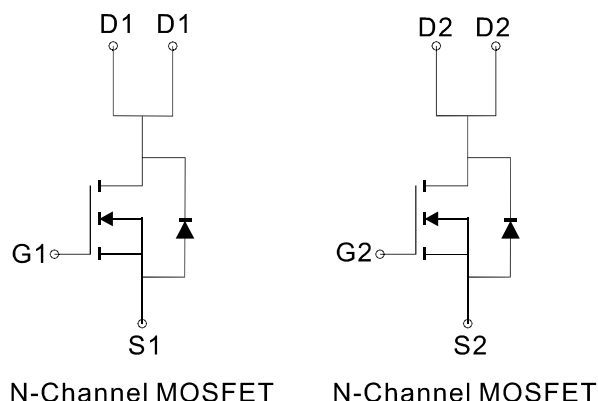 D1 D1
D2 D2
G1
G2
S1
S2
N-Channel MOSFET
N-Channel MOSFET